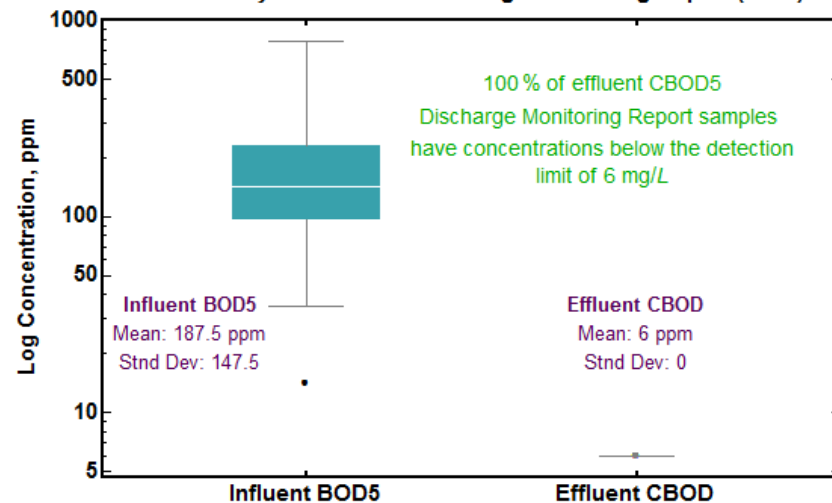 1000
500
100
50
10
5
Log Concentration, ppm
100 % of effluent CBOD5
Discharge Monitoring Report samples
have concentrations below the detection
limit of 6 mg/L
Influent BOD5
Mean: 187.5 ppm
Stnd Dev: 147.5
Effluent CBOD
Mean: 6 ppm
Stnd Dev: 0
Influent BOD5
Effluent CBOD